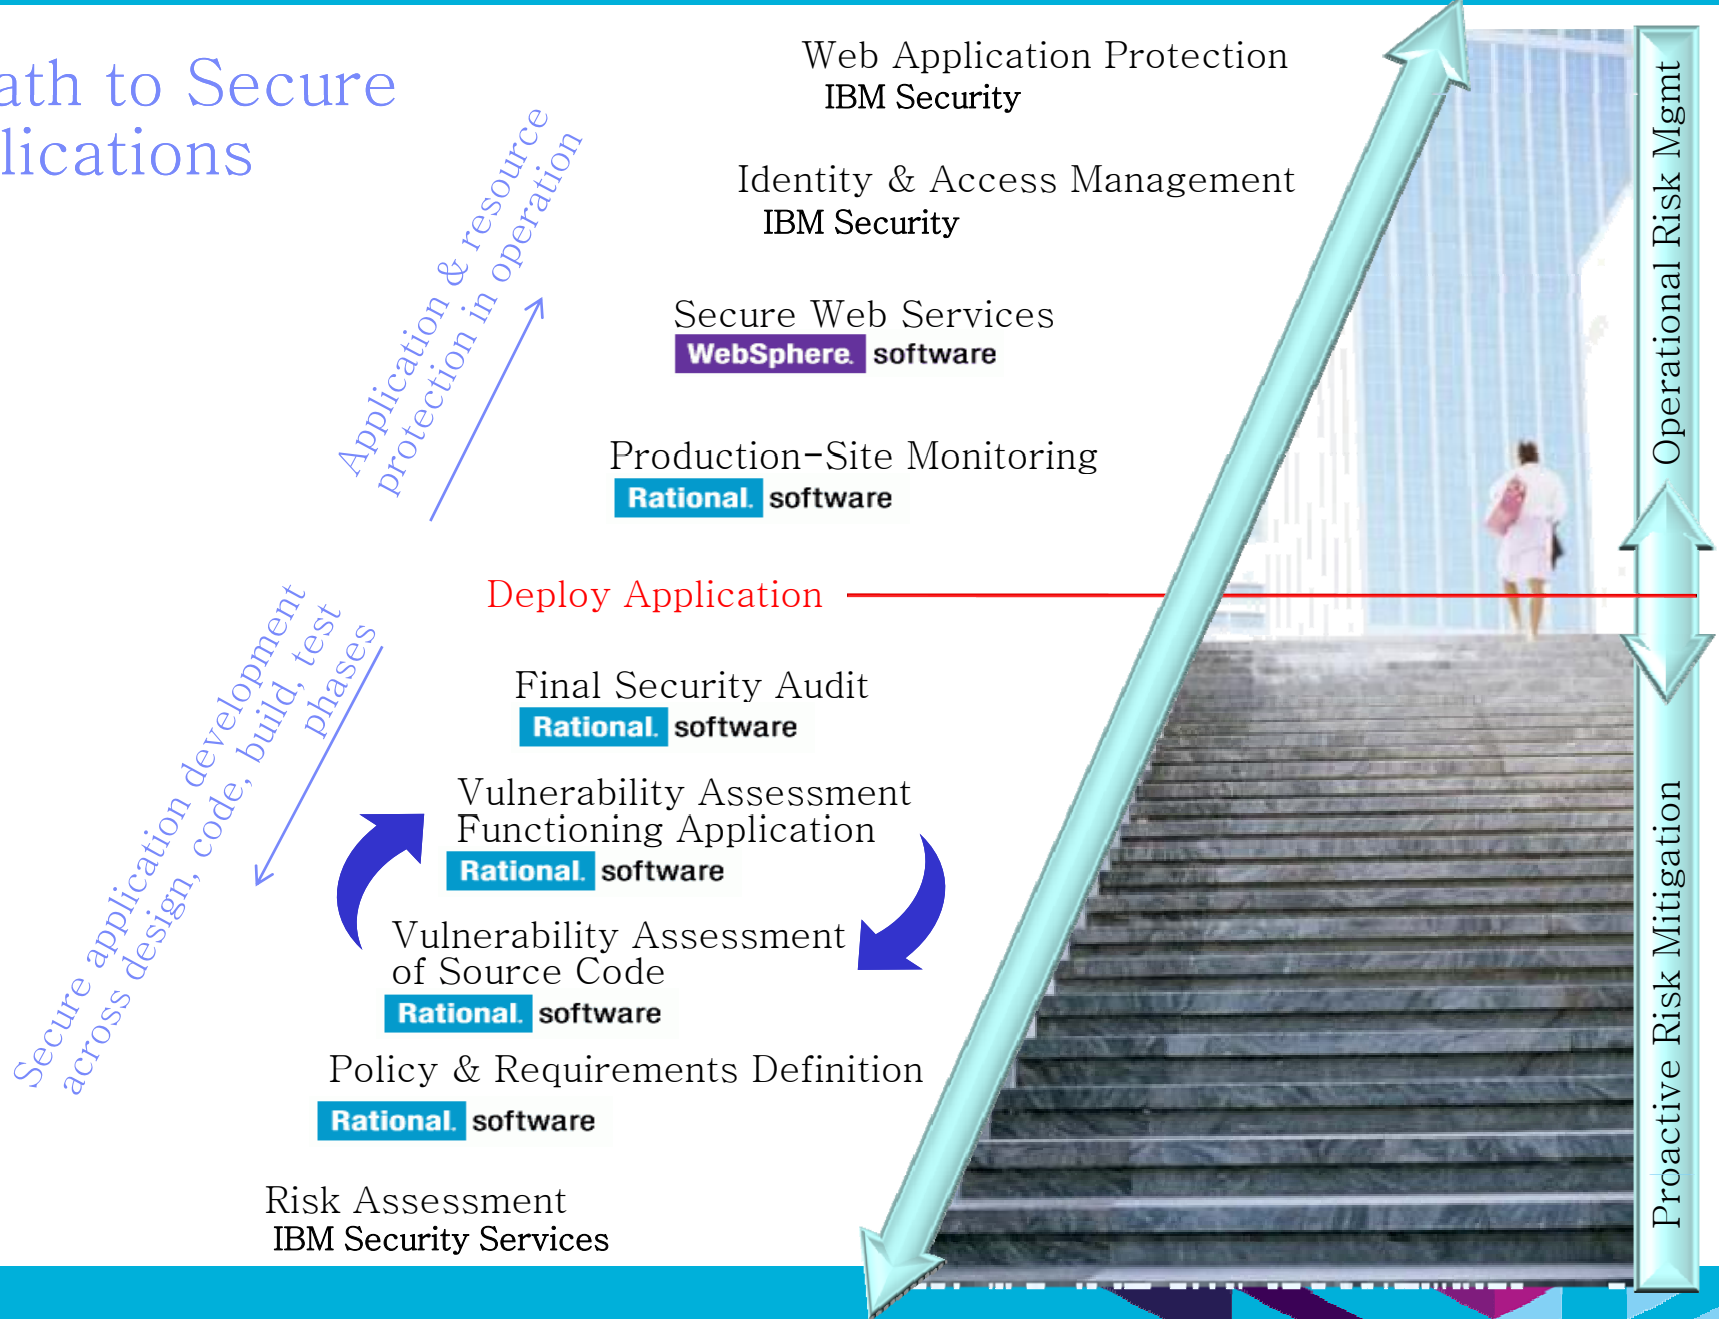 ath to Secure
lications
Web Application Protection
IBM Security
Identity & Access Management
IBM Security
Application & resource
protection in operation
Secure Web Services
WebSphere. software
Production-Site Monitoring
Rational. software
Operational Risk Mgmt
Deploy Application
Final Security Audit
Rational. software
Secure application development
across design, code, build, test
phases
Vulnerability Assessment
Functioning Application
Rational. software
Vulnerability Assessment
of Source Code
Rational. software
Policy & Requirements Definition
Rational. software
Risk Assessment
IBM Security Services
Proactive Risk Mitigation